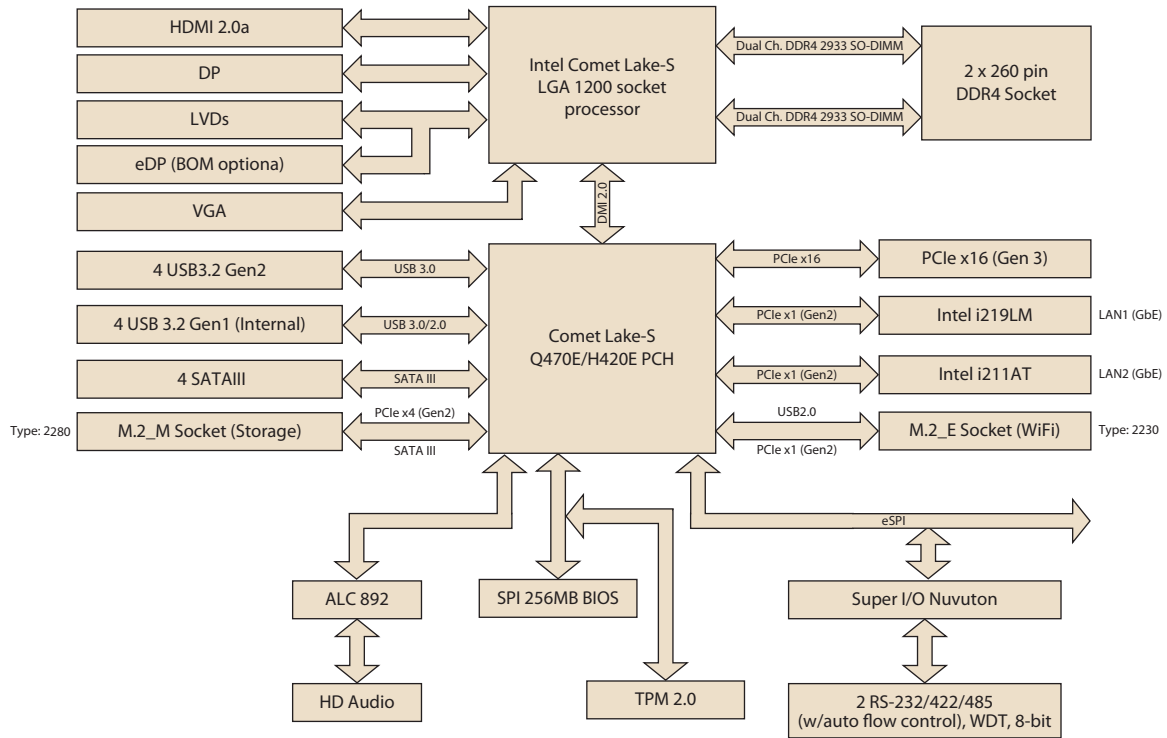 HDMI 2.0a
DP
LVDs
eDP (BOM optiona)
VGA
Intel Comet Lake-S
LGA 1200 socket
processor
Dual Ch. DDR4 2933 SO-DIMM
Dual Ch. DDR4 2933 SO-DIMM
2 x 260 pin
DDR4 Socket
DMI 2.0
4 USB3.2 Gen2
USB 3.0
4 USB 3.2 Gen1 (Internal)
USB 3.0/2.0
4 SATAIII
SATA III
Type: 2280
M.2_M Socket (Storage)
PCIe x4 (Gen2)
SATA III
Comet Lake-S
Q470E/H420E PCH
PCIe x16
PCIe x16 (Gen 3)
PCIe x1 (Gen2)
Intel i219LM
LAN1 (GbE)
PCIe x1 (Gen2)
Intel i211AT
LAN2 (GbE)
USB2.0
PCIe x1 (Gen2)
M.2_E Socket (WiFi)
Type: 2230
eSPI
ALC 892
SPI 256MB BIOS
Super I/O Nuvuton
HD Audio
TPM 2.0
2 RS-232/422/485
(w/auto flow control), WDT, 8-bit